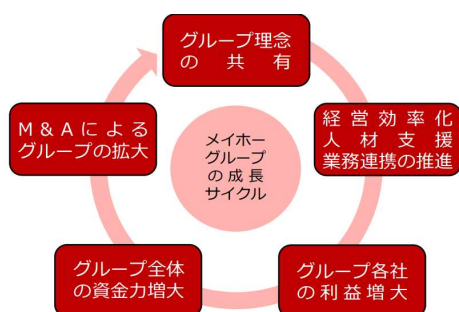 グループ理念
の共有
経営効率化
人材支援
業務連携の推進
グループ各社
の利益増大
グループ全体
の資金力増大
M&Aによる
グループの拡大
メイホー
グループ
の成長
サイクル